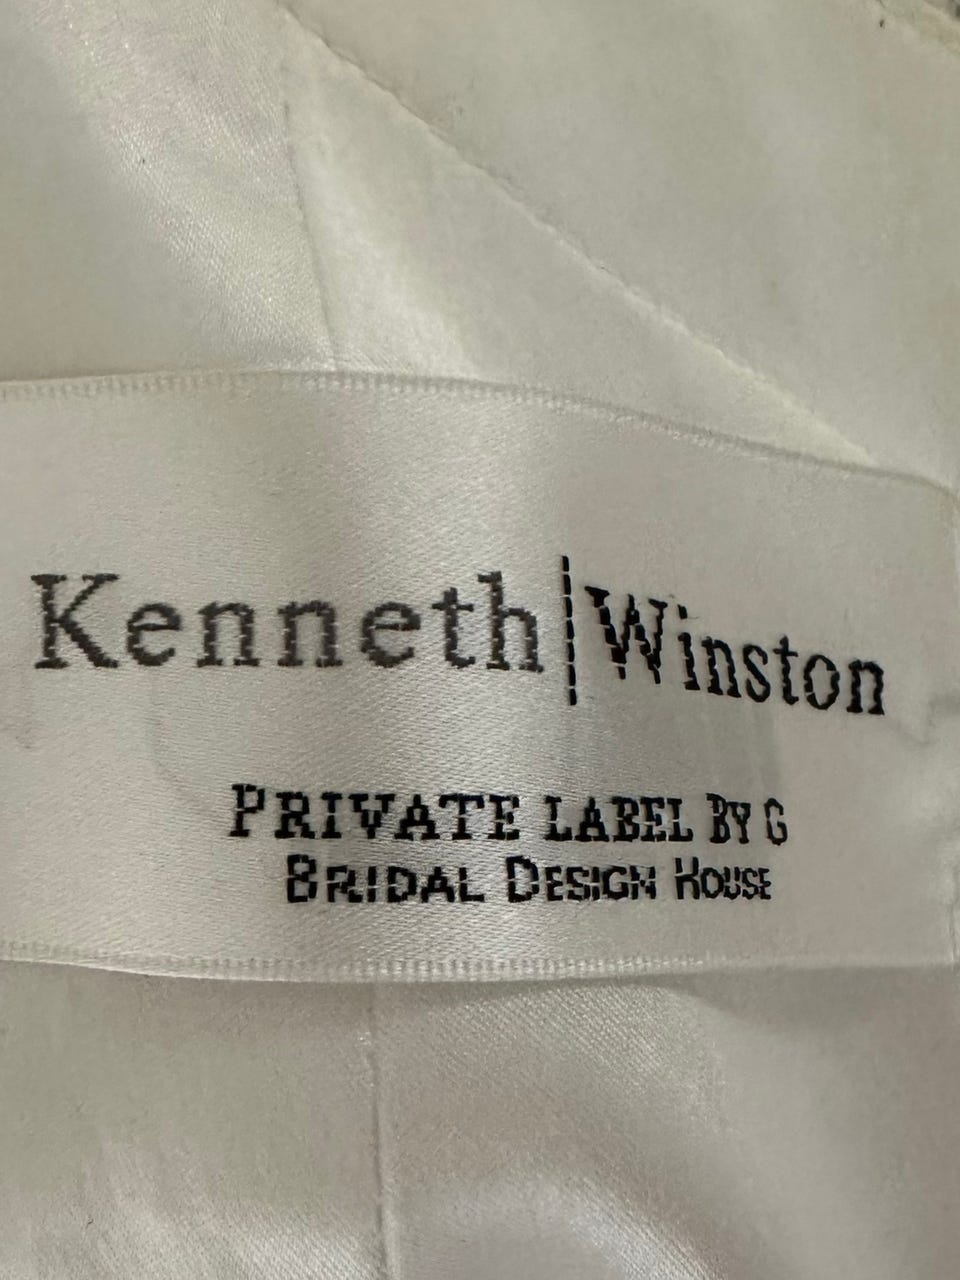 Kenneth|Winston
PRIVATE LABEL BY G
BRIDAL DESIGN HOUSE